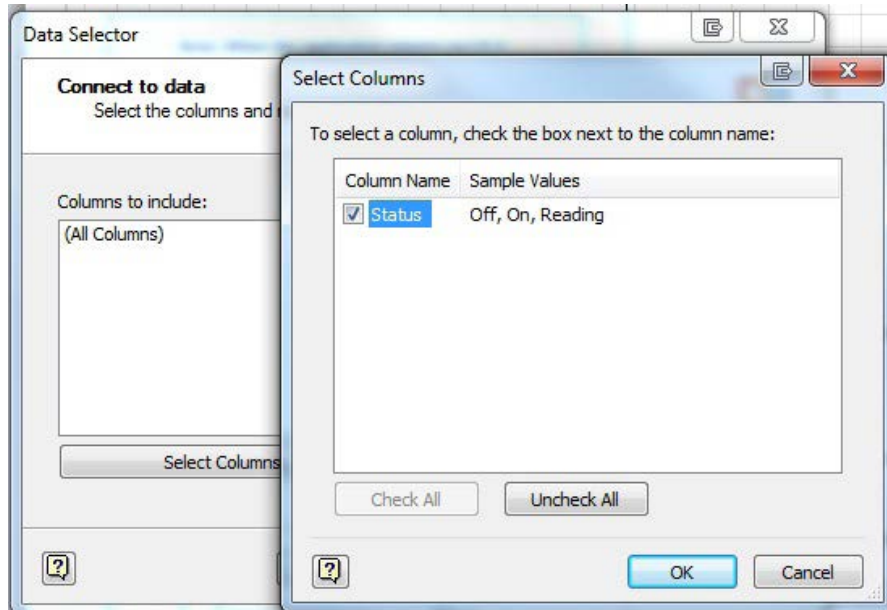 Data Selector
Connect to data
Select the columns and
Columns to include:
(All Columns)
Select Columns
Select Columns
To select a column, check the box next to the column name:
Column Name Sample Values
Status Off, On, Reading
Check All Uncheck All
OK Cancel